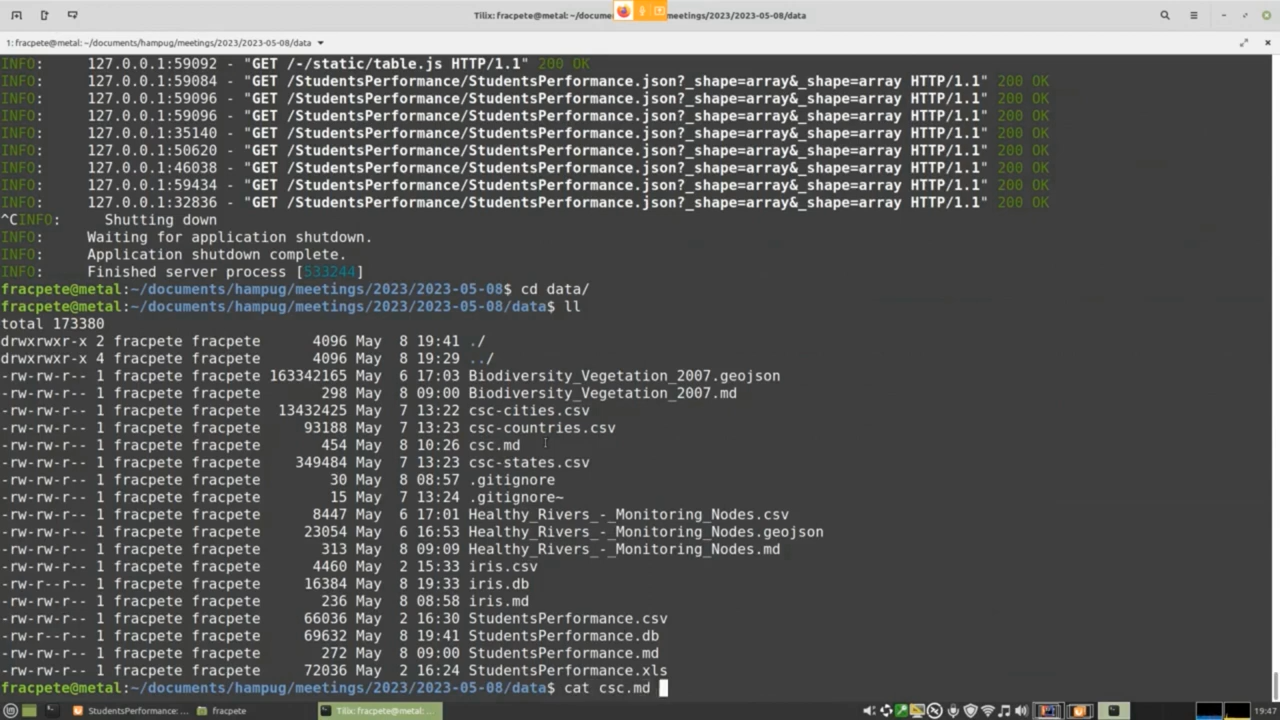 Tilix: fracpete@metal: ~/docume /meetings/2023/2023-05-08/data
1: fracpete@metal: ~/documents/hampug/meetings/2023/2023-05-08/data
INFO:     127.0.0.1:59092 - "GET /-/static/table.js HTTP/1.1" 200 OK
INFO:     127.0.0.1:59084 - "GET /StudentsPerformance/StudentsPerformance.json?_shape=array&_shape=array HTTP/1.1" 200 OK
INFO:     127.0.0.1:59096 - "GET /StudentsPerformance/StudentsPerformance.json?_shape=array&_shape=array HTTP/1.1" 200 OK
INFO:     127.0.0.1:59096 - "GET /StudentsPerformance/StudentsPerformance.json?_shape=array&_shape=array HTTP/1.1" 200 OK
INFO:     127.0.0.1:35140 - "GET /StudentsPerformance/StudentsPerformance.json?_shape=array&_shape=array HTTP/1.1" 200 OK
INFO:     127.0.0.1:50620 - "GET /StudentsPerformance/StudentsPerformance.json?_shape=array&_shape=array HTTP/1.1" 200 OK
INFO:     127.0.0.1:46038 - "GET /StudentsPerformance/StudentsPerformance.json?_shape=array&_shape=array HTTP/1.1" 200 OK
INFO:     127.0.0.1:59434 - "GET /StudentsPerformance/StudentsPerformance.json?_shape=array&_shape=array HTTP/1.1" 200 OK
INFO:     127.0.0.1:32836 - "GET /StudentsPerformance/StudentsPerformance.json?_shape=array&_shape=array HTTP/1.1" 200 OK
^CINFO:     Shutting down
INFO:     Waiting for application shutdown.
INFO:     Application shutdown complete.
INFO:     Finished server process [533244]
fracpete@metal:~/documents/hampug/meetings/2023/2023-05-08$ cd data/
fracpete@metal:~/documents/hampug/meetings/2023/2023-05-08/data$ ll
total 173380
drwxrwxr-x 2 fracpete fracpete      4096 May  8 19:41 ./
drwxrwxr-x 4 fracpete fracpete      4096 May  8 19:29 ../
-rw-rw-r-- 1 fracpete fracpete 163342165 May  6 17:03 Biodiversity_Vegetation_2007.geojson
-rw-rw-r-- 1 fracpete fracpete       298 May  8 09:00 Biodiversity_Vegetation_2007.md
-rw-rw-r-- 1 fracpete fracpete  13432425 May  7 13:22 csc-cities.csv
-rw-rw-r-- 1 fracpete fracpete     93188 May  7 13:23 csc-countries.csv
-rw-rw-r-- 1 fracpete fracpete       454 May  8 10:26 csc.md
-rw-rw-r-- 1 fracpete fracpete    349484 May  7 13:23 csc-states.csv
-rw-rw-r-- 1 fracpete fracpete        30 May  8 08:57 .gitignore
-rw-rw-r-- 1 fracpete fracpete        15 May  7 13:24 .gitignore~
-rw-rw-r-- 1 fracpete fracpete      8447 May  6 17:01 Healthy_Rivers_-_Monitoring_Nodes.csv
-rw-rw-r-- 1 fracpete fracpete     23054 May  6 16:53 Healthy_Rivers_-_Monitoring_Nodes.geojson
-rw-rw-r-- 1 fracpete fracpete       313 May  8 09:09 Healthy_Rivers_-_Monitoring_Nodes.md
-rw-rw-r-- 1 fracpete fracpete      4460 May  2 15:33 iris.csv
-rw-r--r-- 1 fracpete fracpete     16384 May  8 19:33 iris.db
-rw-rw-r-- 1 fracpete fracpete       236 May  8 08:58 iris.md
-rw-rw-r-- 1 fracpete fracpete     66036 May  2 16:30 StudentsPerformance.csv
-rw-r--r-- 1 fracpete fracpete     69632 May  8 19:41 StudentsPerformance.db
-rw-rw-r-- 1 fracpete fracpete       272 May  8 09:00 StudentsPerformance.md
-rw-rw-r-- 1 fracpete fracpete     72036 May  2 16:24 StudentsPerformance.xls
fracpete@metal:~/documents/hampug/meetings/2023/2023-05-08/data$ cat csc.md
StudentsPerformance:... fracpete Tilix: fracpete@metal: ~/d... 19:47